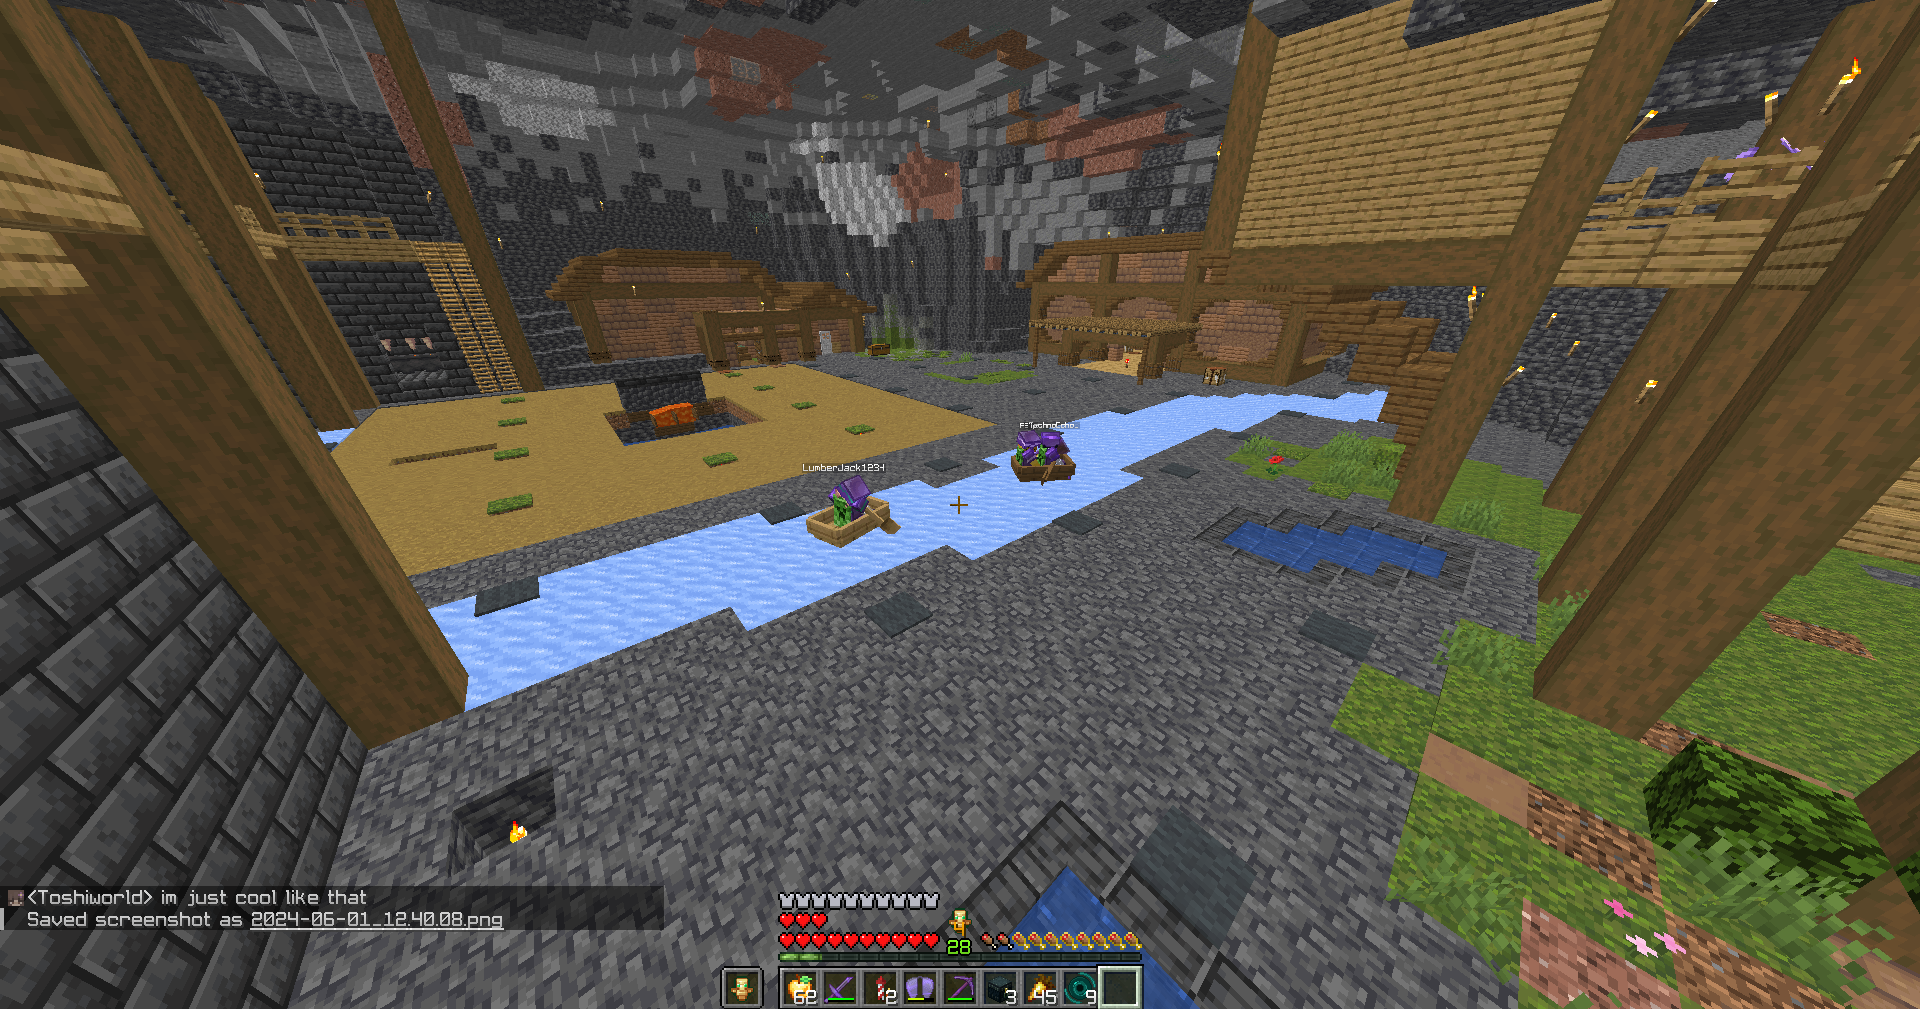 LumberJack1234
<Toshiworld> im just cool like that
Saved screenshot as 2024-06-01_12.40.08.png
28
62
2
3
45
9